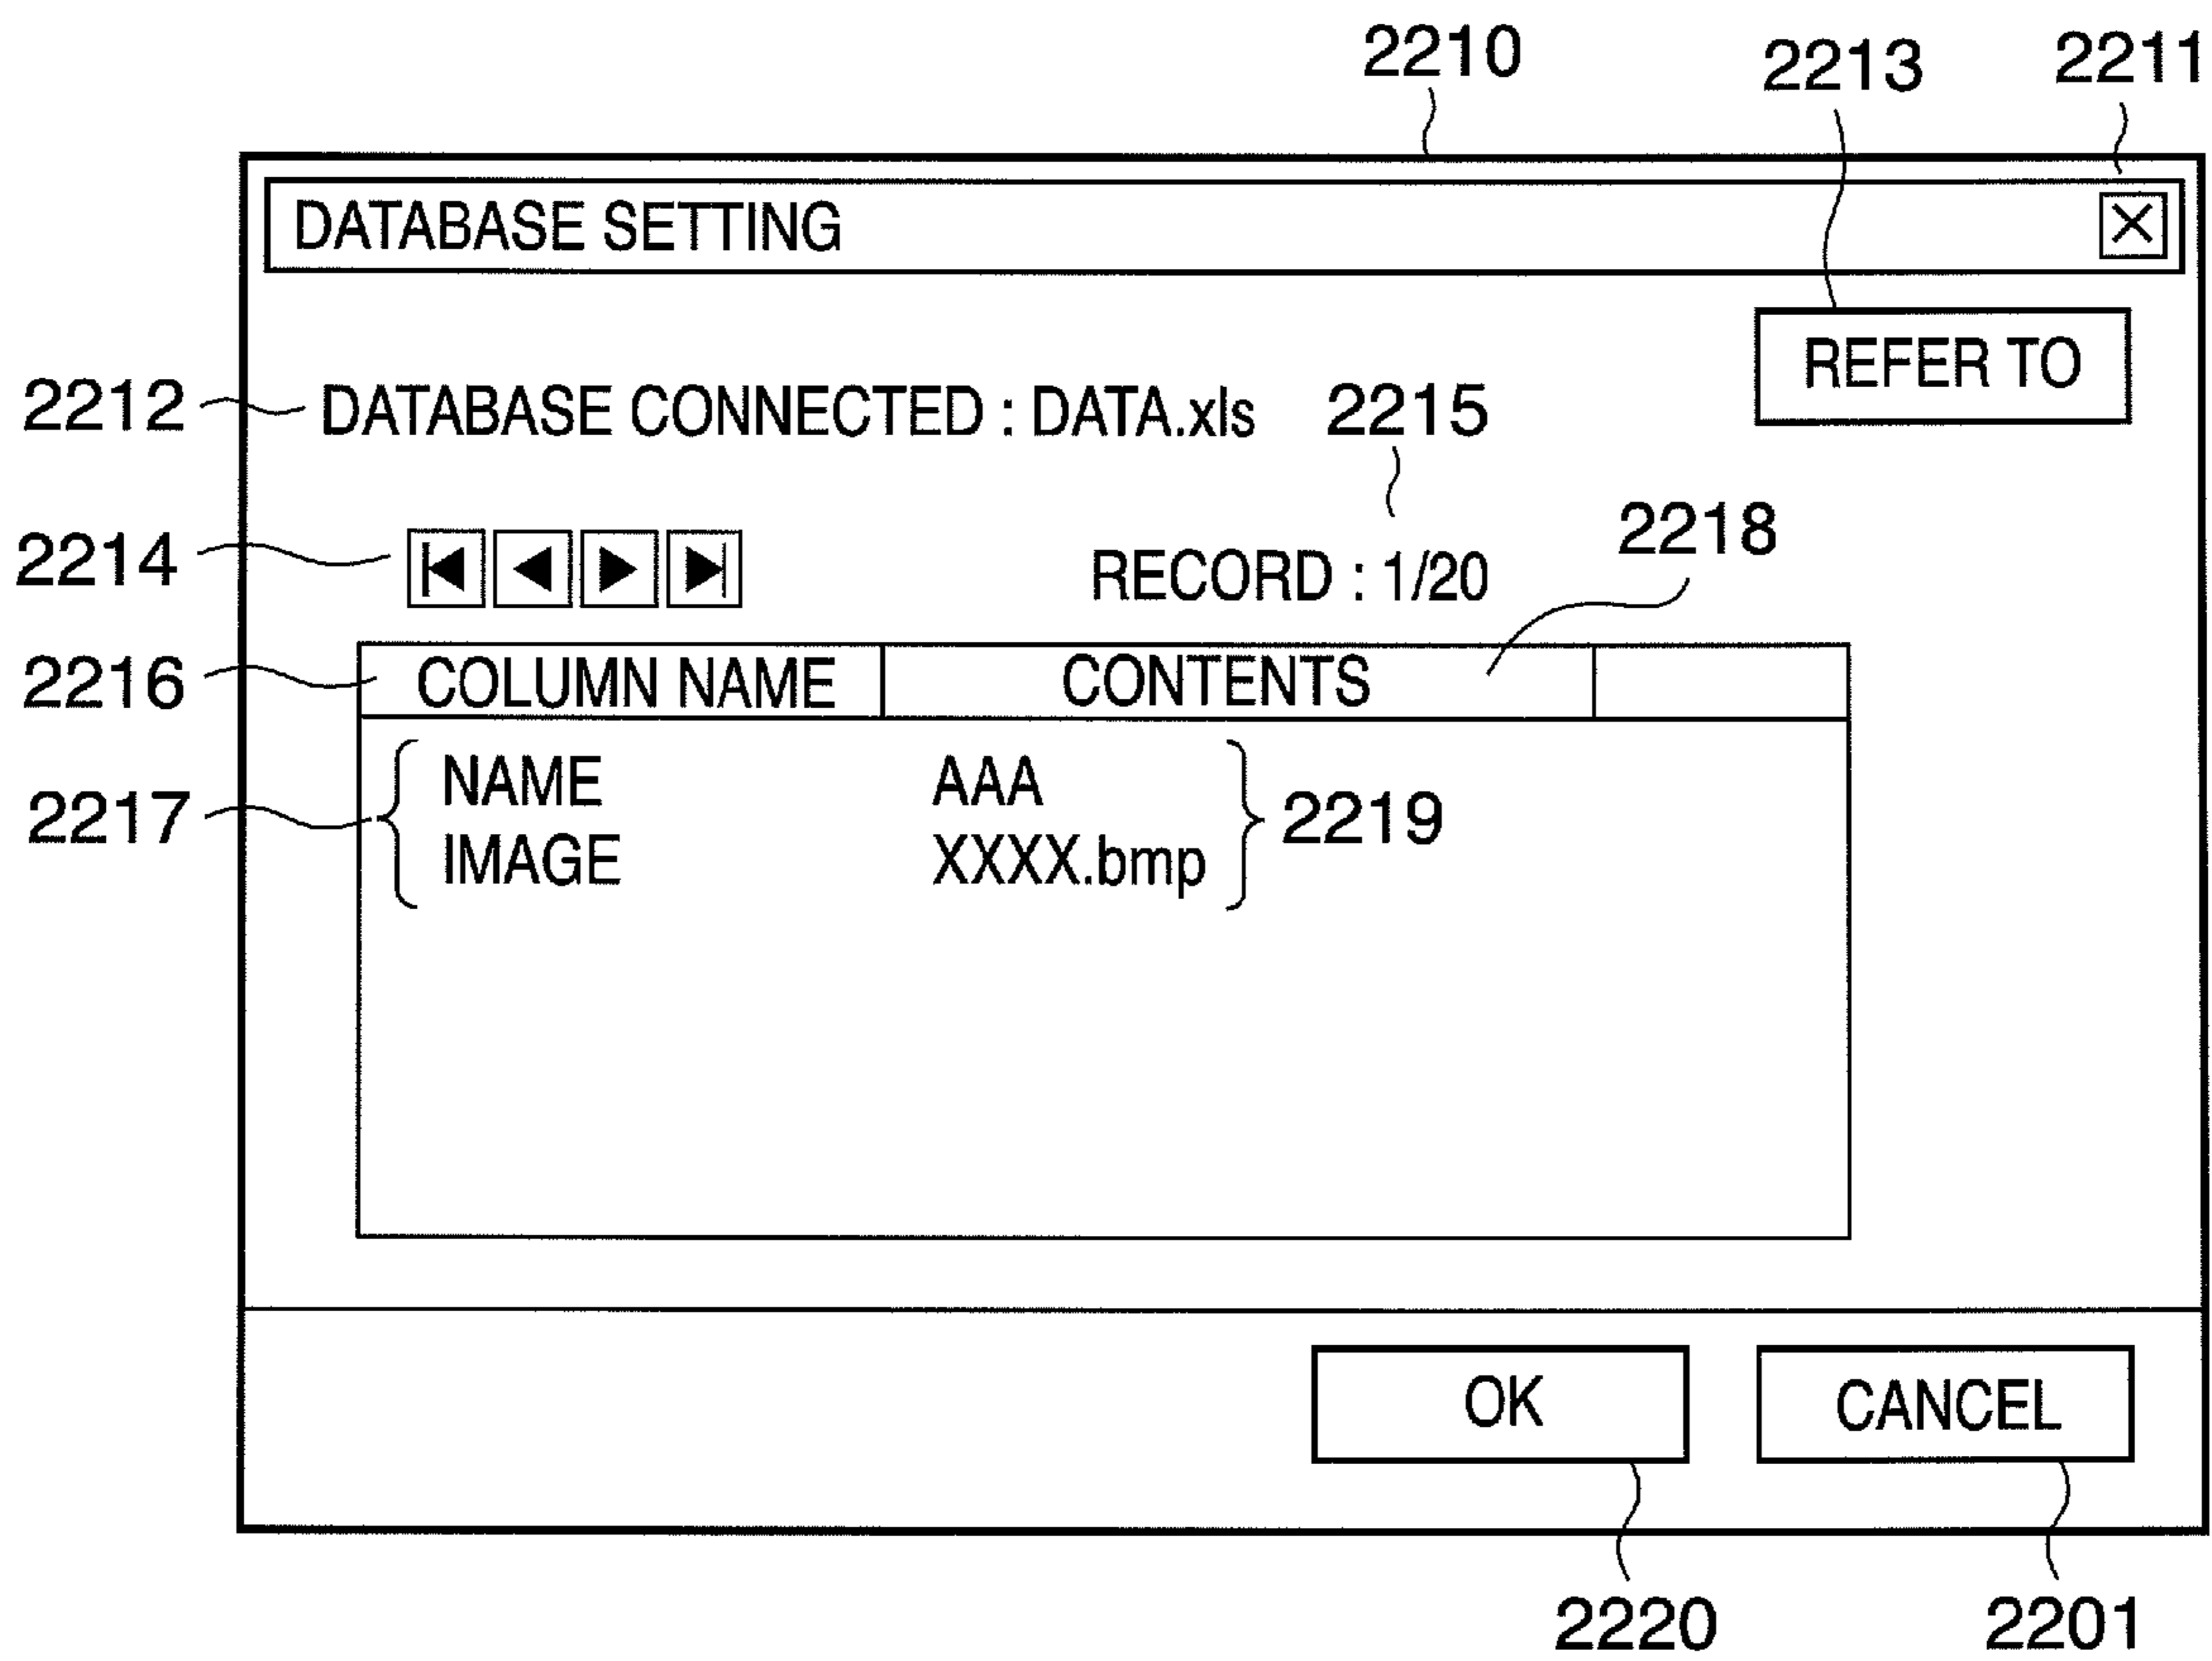 2210
2213
2211
DATABASE SETTING
REFER TO
2212
DATABASE CONNECTED : DATA.xls
2215
2214
RECORD : 1/20
2218
2216
COLUMN NAME
CONTENTS
2217
NAME
AAA
2219
IMAGE
XXXX.bmp
OK
CANCEL
2220
2201